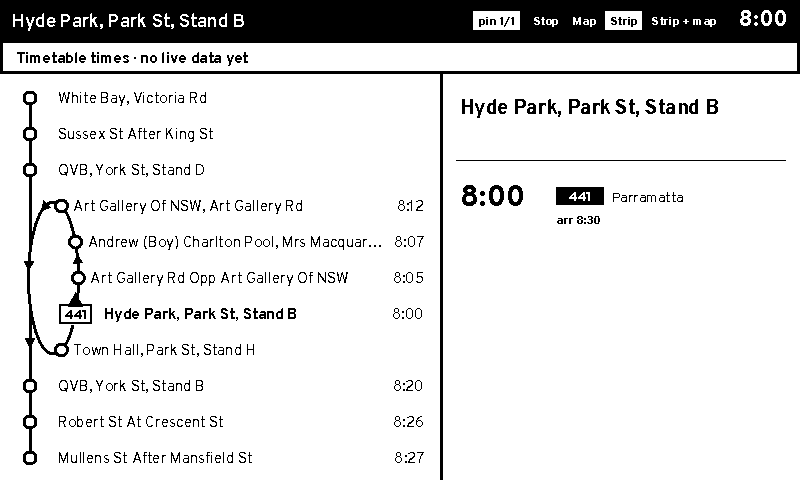 Hyde Park, Park St, Stand B
pin 1/1 Stop Map Strip Strip + map 8:00
Timetable times · no live data yet
White Bay, Victoria Rd
Sussex St After King St
QVB, York St, Stand D
Art Gallery Of NSW, Art Gallery Rd 8:12
Andrew (Boy) Charlton Pool, Mrs Macquar... 8:07
Art Gallery Rd Opp Art Gallery Of NSW 8:05
441 Hyde Park, Park St, Stand B 8:00
Town Hall, Park St, Stand H
QVB, York St, Stand B 8:20
Robert St At Crescent St 8:26
Mullens St After Mansfield St 8:27
Hyde Park, Park St, Stand B
8:00 441 Parramatta
arr 8:30